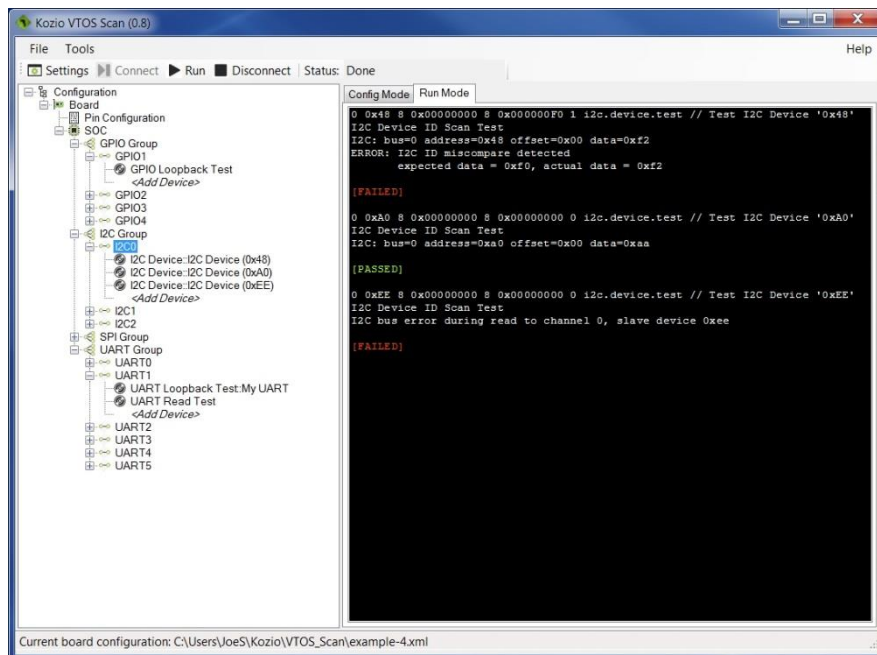 Kozio VTOS Scan (0.8)
File Tools Help
Settings Connect Run Disconnect Status: Done
Configuration
Board
Pin Configuration
SOC
GPIO Group
GPIO1
GPIO Loopback Test
<Add Device>
GPIO2
GPIO3
GPIO4
I2C Group
I2C0
I2C Device::I2C Device (0x48)
I2C Device::I2C Device (0xA0)
I2C Device::I2C Device (0xEE)
<Add Device>
I2C1
I2C2
SPI Group
UART Group
UART0
UART1
UART Loopback Test:My UART
UART Read Test
<Add Device>
UART2
UART3
UART4
UART5
Config Mode Run Mode
0 0x48 8 0x00000000 8 0x000000F0 1 i2c.device.test // Test I2C Device '0x48'
I2C Device ID Scan Test
I2C: bus=0 address=0x48 offset=0x00 data=0xf2
ERROR: I2C ID miscompare detected
expected data = 0xf0, actual data = 0xf2
[FAILED]
0 0xA0 8 0x00000000 8 0x00000000 0 i2c.device.test // Test I2C Device '0xA0'
I2C Device ID Scan Test
I2C: bus=0 address=0xa0 offset=0x00 data=0xaa
[PASSED]
0 0xEE 8 0x00000000 8 0x00000000 0 i2c.device.test // Test I2C Device '0xEE'
I2C Device ID Scan Test
I2C bus error during read to channel 0, slave device 0xee
[FAILED]
Current board configuration: C:\Users\JoeS\Kozio\VTOS_Scan\example-4.xml